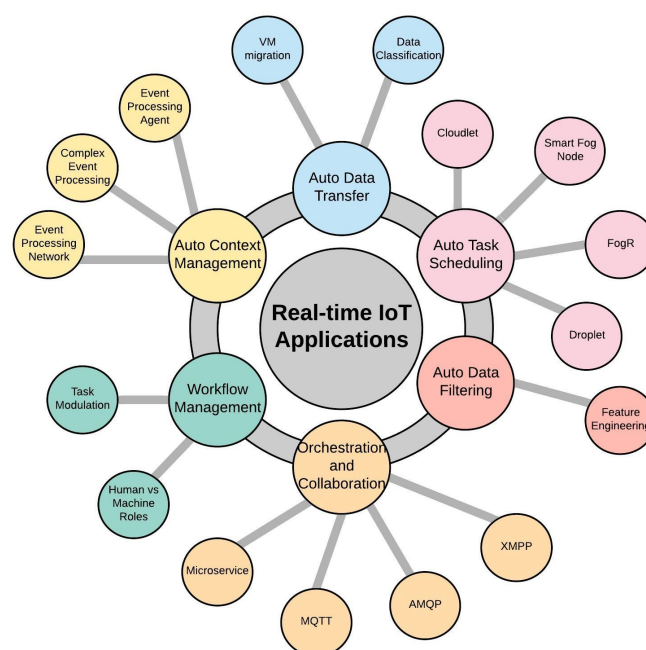 VM
migration
Data
Classification
Event
Processing
Agent
Cloudlet
Smart Fog
Node
Complex
Event
Processing
Auto Data
Transfer
Event
Processing
Network
Auto Context
Management
Auto Task
Scheduling
FogR
Real-time IoT
Applications
Droplet
Task
Modulation
Workflow
Management
Auto Data
Filtering
Feature
Engineering
Orchestration
and
Collaboration
Human vs
Machine
Roles
Microservice
XMPP
MQTT
AMQP